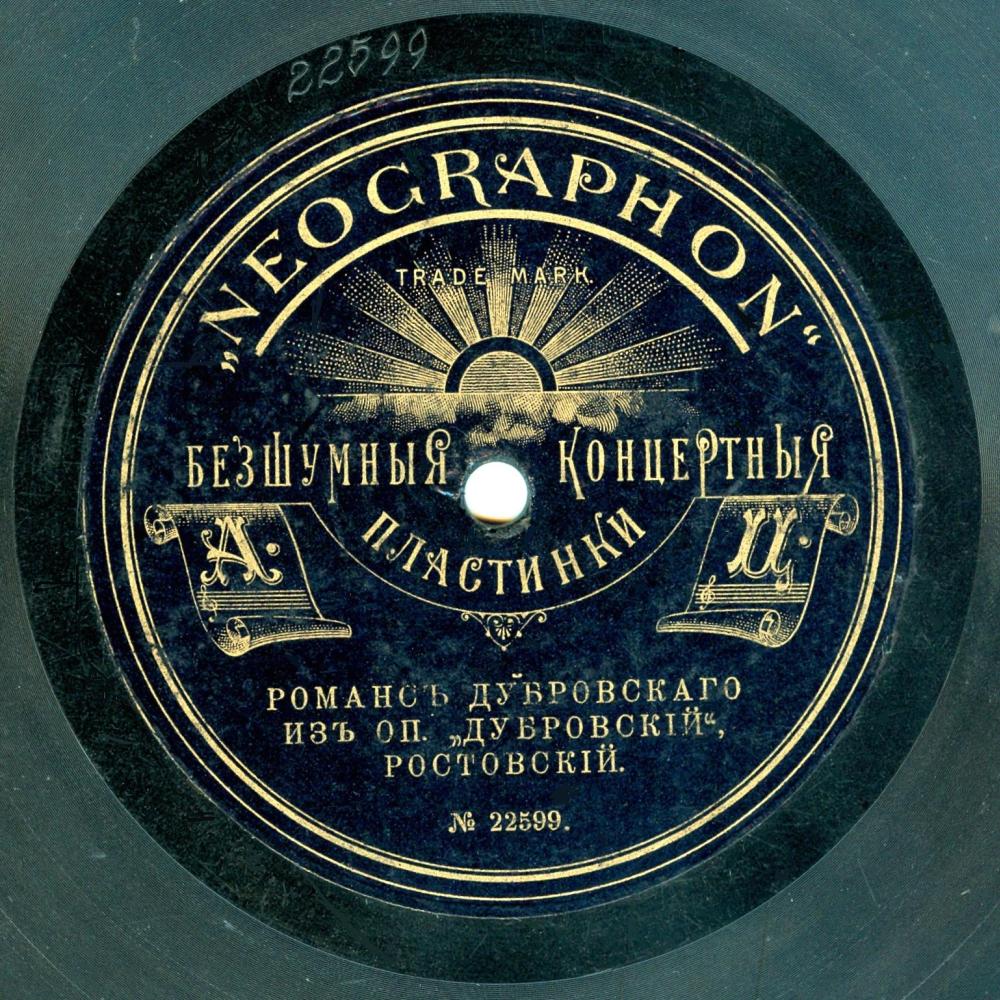 22599
„NEOGRAPHON“
TRADE MARK.
БЕЗШУМНЫЯ КОНЦЕРТНЫЯ
ПЛАСТИНКИ
А. Ц.
РОМАНСЪ ДУБРОВСКАГО
ИЗЪ ОП. „ДУБРОВСКІЙ“,
РОСТОВСКІЙ.
№ 22599.